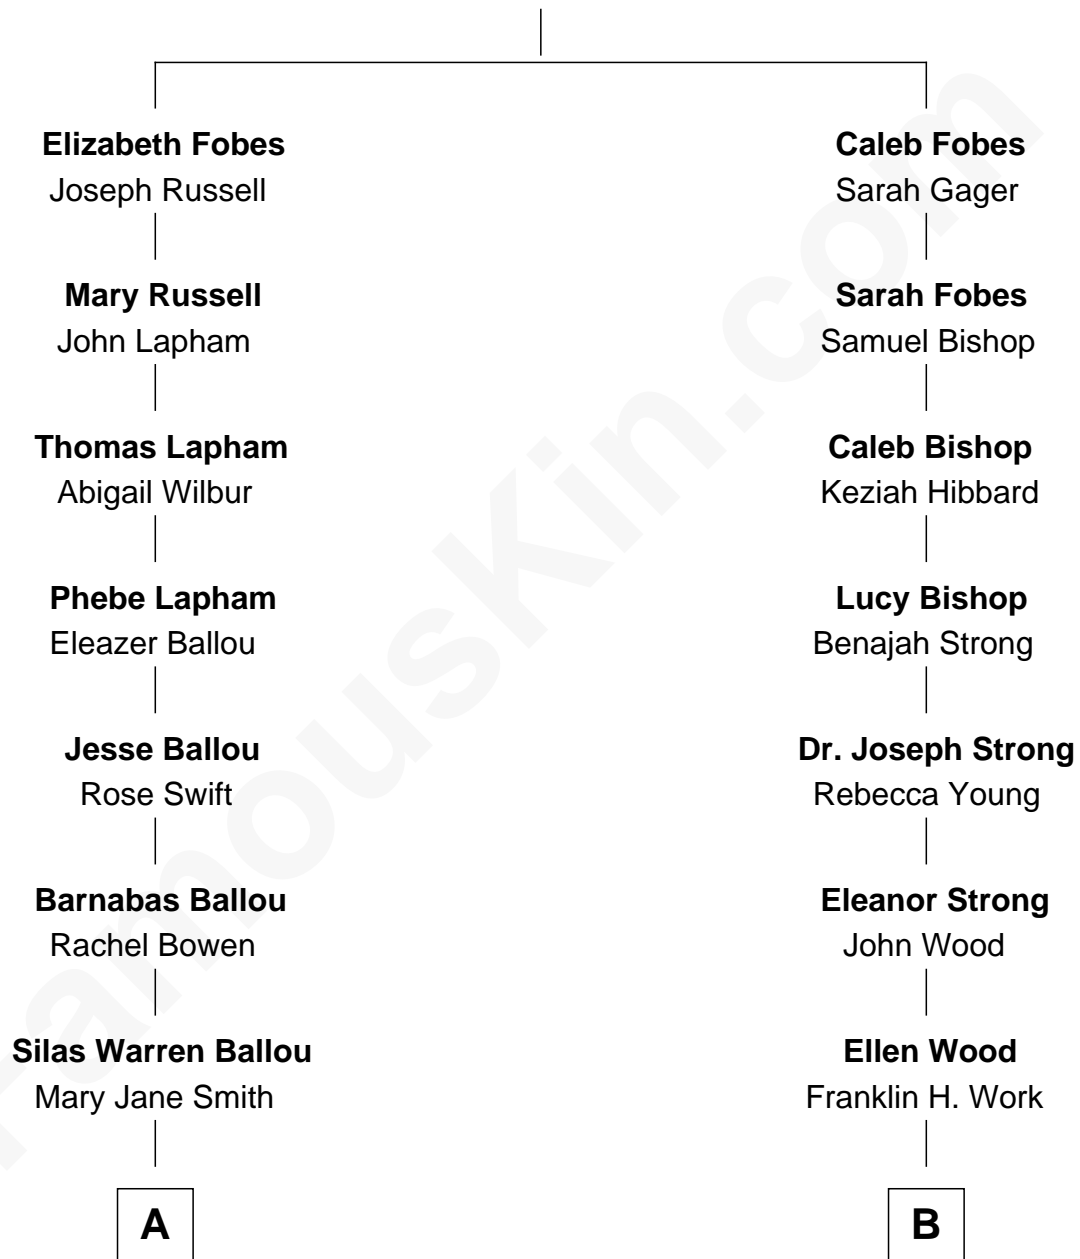 Elizabeth Fobes
Joseph Russell
Mary Russell
John Lapham
Thomas Lapham
Abigail Wilbur
Phebe Lapham
Eleazer Ballou
Jesse Ballou
Rose Swift
Barnabas Ballou
Rachel Bowen
Silas Warren Ballou
Mary Jane Smith
A
Caleb Fobes
Sarah Gager
Sarah Fobes
Samuel Bishop
Caleb Bishop
Keziah Hibbard
Lucy Bishop
Benajah Strong
Dr. Joseph Strong
Rebecca Young
Eleanor Strong
John Wood
Ellen Wood
Franklin H. Work
B
FamousKin.com